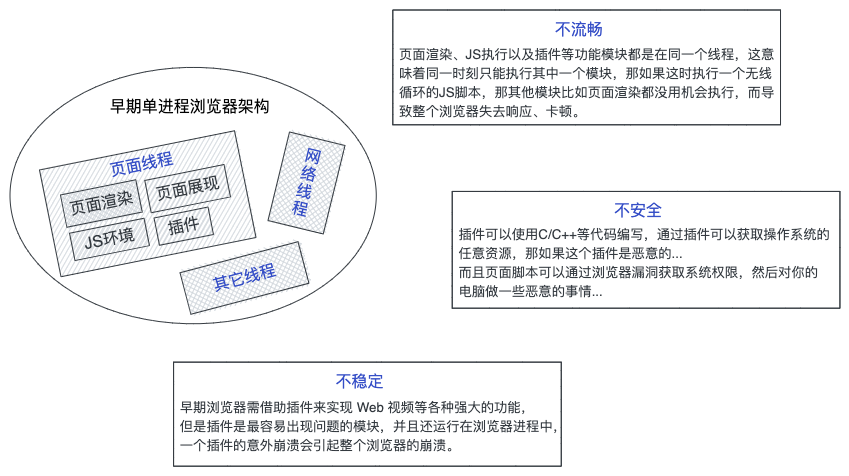 不流畅
页面渲染、JS执行以及插件等功能模块都是在同一个线程，这意
味着同一时刻只能执行其中一个模块，那如果这时执行一个无线
循环的JS脚本，那其他模块比如页面渲染都没用机会执行，而导
致整个浏览器失去响应、卡顿。
早期单进程浏览器架构
页面线程
页面渲染
页面展现
JS环境
插件
网络线程
其它线程
不安全
插件可以使用C/C++等代码编写，通过插件可以获取操作系统的
任意资源，那如果这个插件是恶意的...
而且页面脚本可以通过浏览器漏洞获取系统权限，然后对你的
电脑做一些恶意的事情...
不稳定
早期浏览器需借助插件来实现 Web 视频等各种强大的功能，
但是插件是最容易出现问题的模块，并且还运行在浏览器进程中，
一个插件的意外崩溃会引起整个浏览器的崩溃。